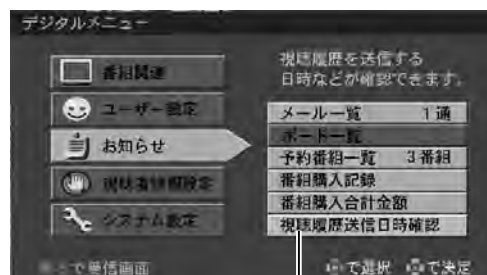 デジタルメニュー
視聴履歴を送信する
日時などが確認できます。
番組関連
ユーザー設定
お知らせ
視聴者情報設定
システム設定
メール一覧 1通
ボード一覧
予約番組一覧 3番組
番組購入記録
番組購入合計金額
視聴履歴送信日時確認
で受信画面
で選択 で決定